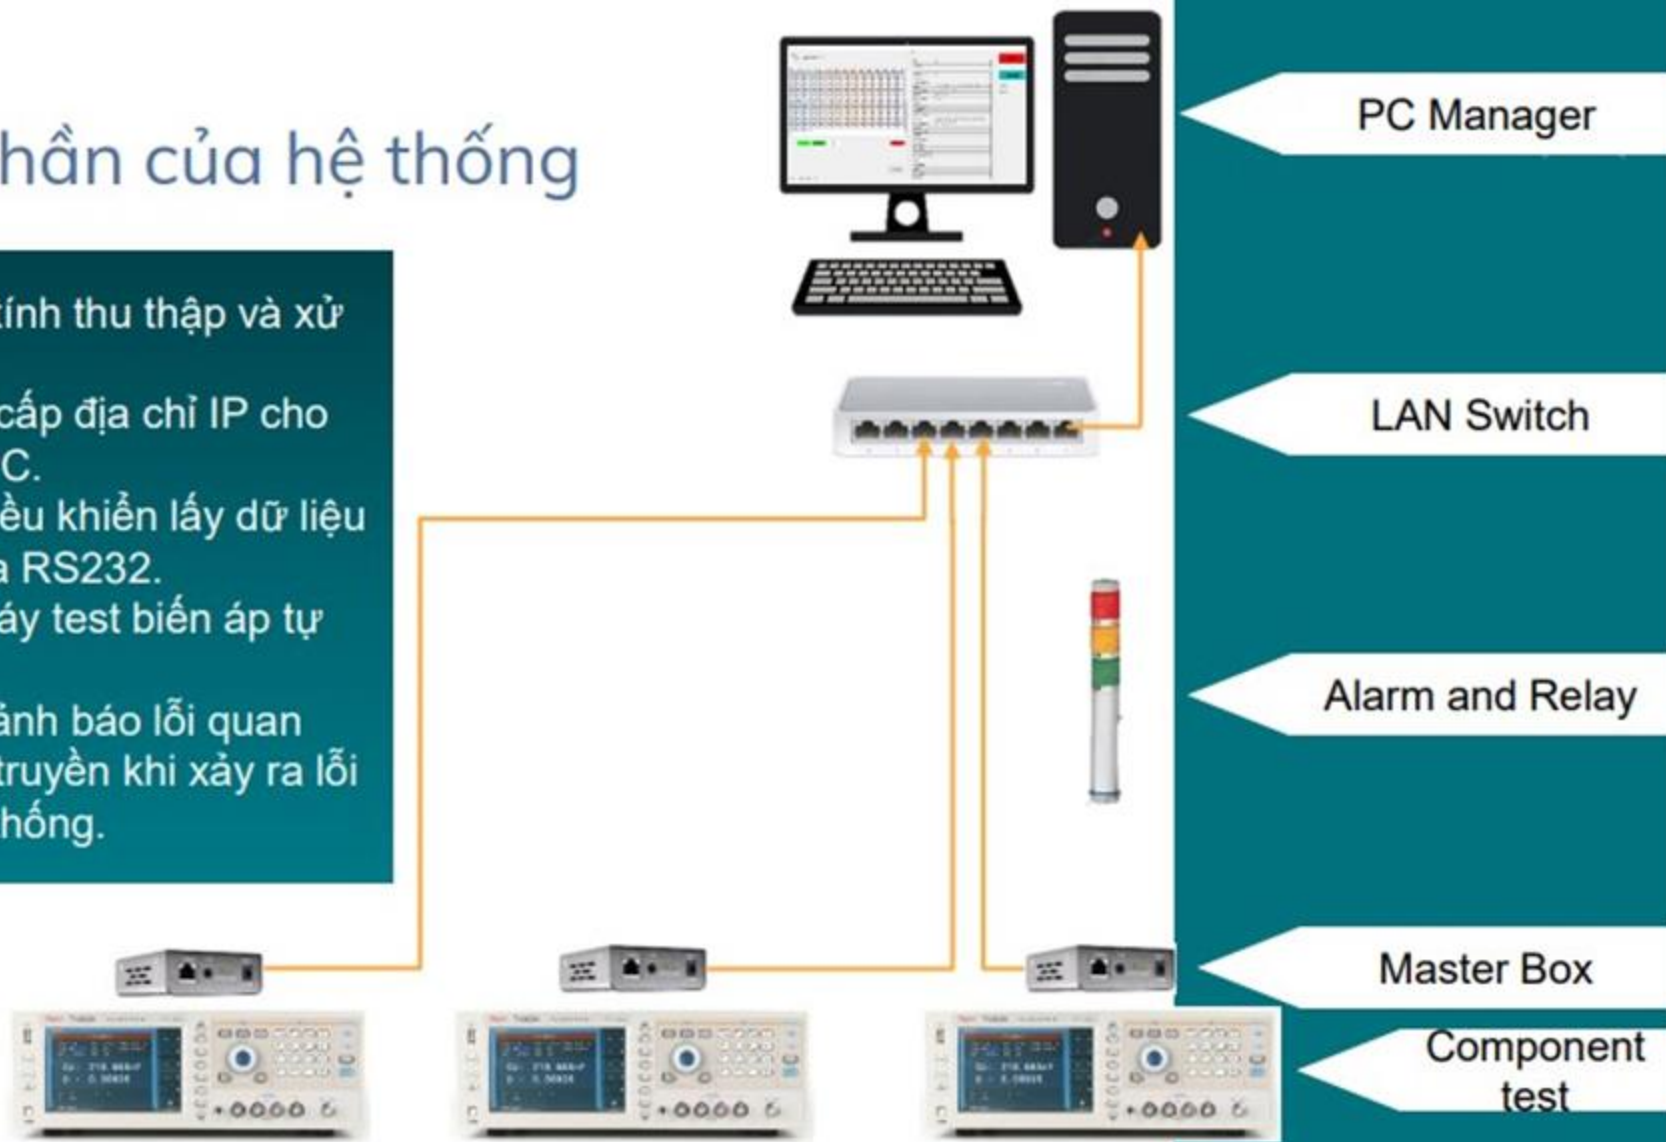 hần của hệ thống
tính thu thập và xử
cấp địa chỉ IP cho
C.
ều khiển lấy dữ liệu
a RS232.
áy test biến áp tự
ảnh báo lỗi quan
truyền khi xảy ra lỗi
hống.
PC Manager
LAN Switch
Alarm and Relay
Master Box
Component
test